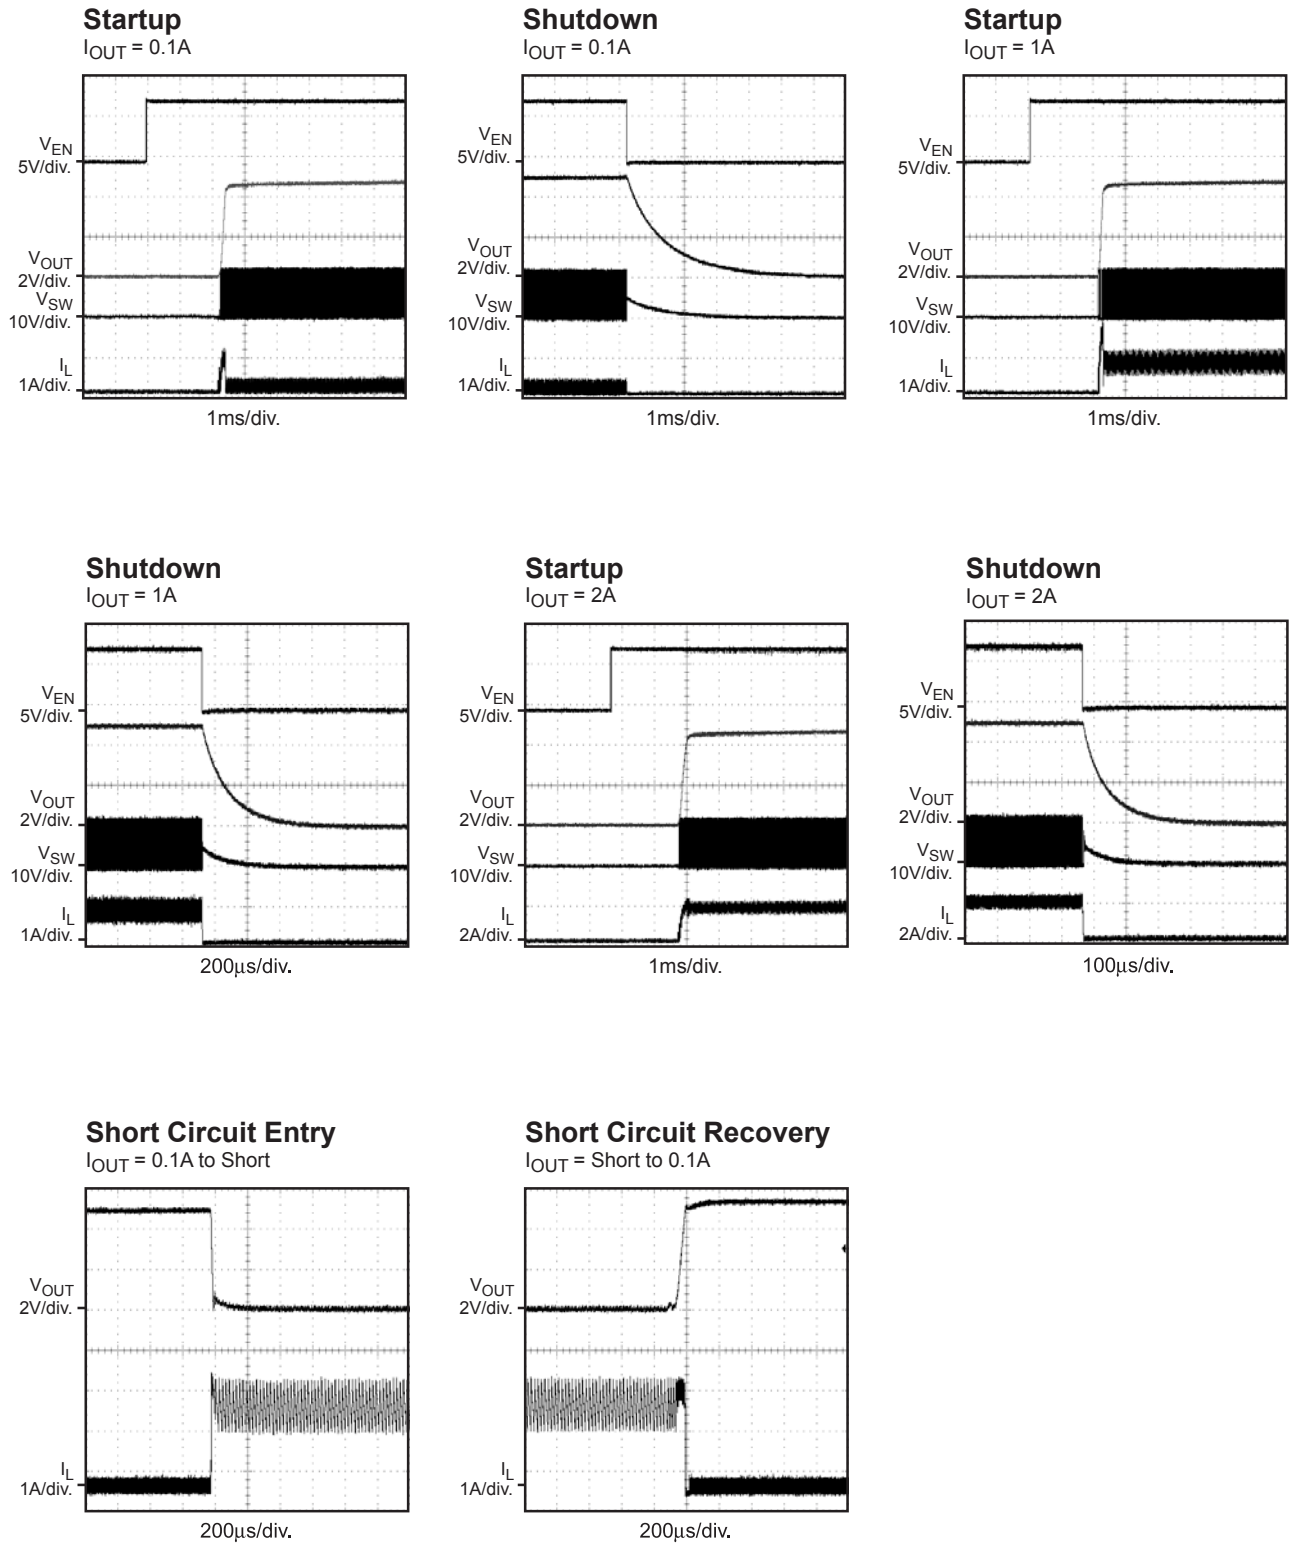 Startup
IOUT = 0.1A
VEN
5V/div.
VOUT
2V/div.
VSW
10V/div.
IL
1A/div.
1ms/div.
Shutdown
IOUT = 0.1A
VEN
5V/div.
VOUT
2V/div.
VSW
10V/div.
IL
1A/div.
1ms/div.
Startup
IOUT = 1A
VEN
5V/div.
VOUT
2V/div.
VSW
10V/div.
IL
1A/div.
1ms/div.
Shutdown
IOUT = 1A
VEN
5V/div.
VOUT
2V/div.
VSW
10V/div.
IL
1A/div.
200µs/div.
Startup
IOUT = 2A
VEN
5V/div.
VOUT
2V/div.
VSW
10V/div.
IL
2A/div.
1ms/div.
Shutdown
IOUT = 2A
VEN
5V/div.
VOUT
2V/div.
VSW
10V/div.
IL
2A/div.
100µs/div.
Short Circuit Entry
IOUT = 0.1A to Short
VOUT
2V/div.
IL
1A/div.
200µs/div.
Short Circuit Recovery
IOUT = Short to 0.1A
VOUT
2V/div.
IL
1A/div.
200µs/div.